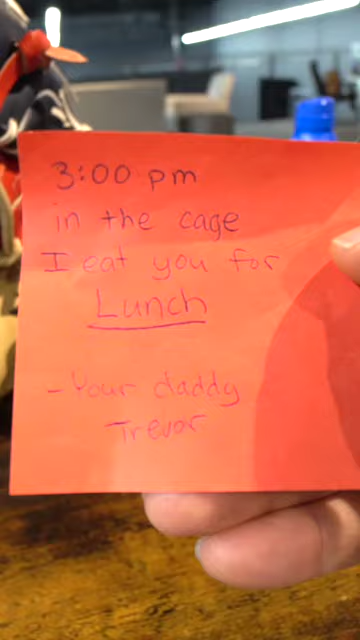 3:00 pm
in the cage
I eat you for
Lunch
- Your daddy
Trevor